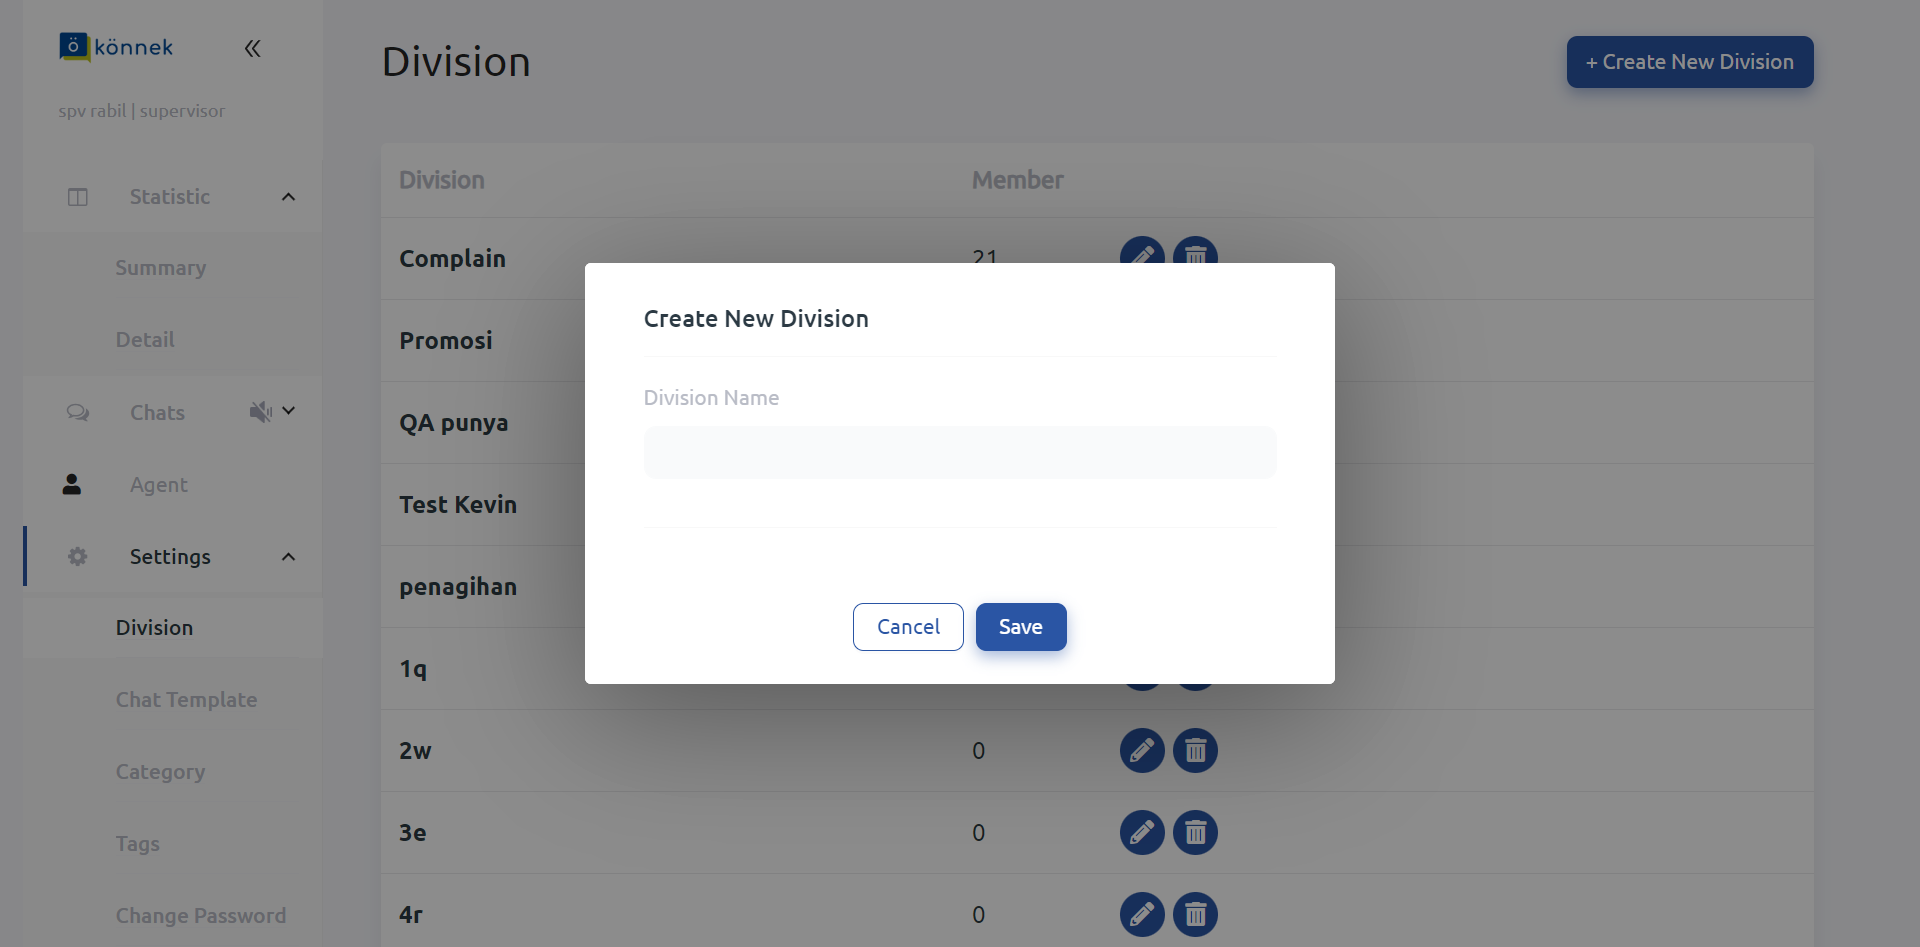 könnek
spv rabil | supervisor
Statistic
Summary
Detail
Chats
Agent
Settings
Division
Chat Template
Category
Tags
Change Password
Division
+ Create New Division
Division Member
Complain 21
Promosi
QA punya
Test Kevin
penagihan
1q
2w 0
3e 0
4r 0
Create New Division
Division Name
Cancel Save